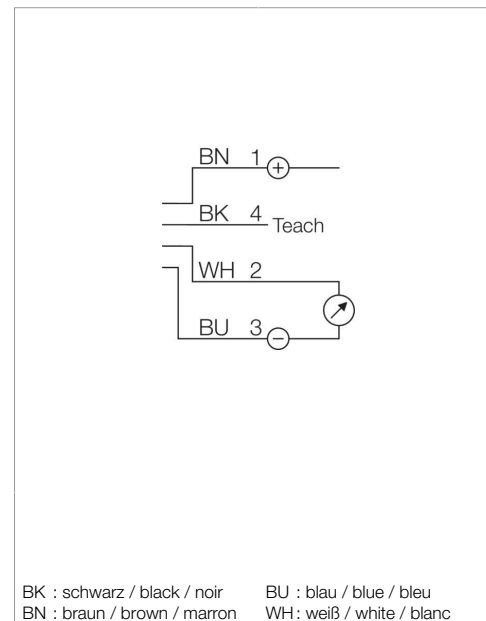 BN 1 +
BK 4 Teach
WH 2
BU 3 −
BK : schwarz / black / noir BU : blau / blue / bleu
BN : braun / brown / marron WH : weiß / white / blanc